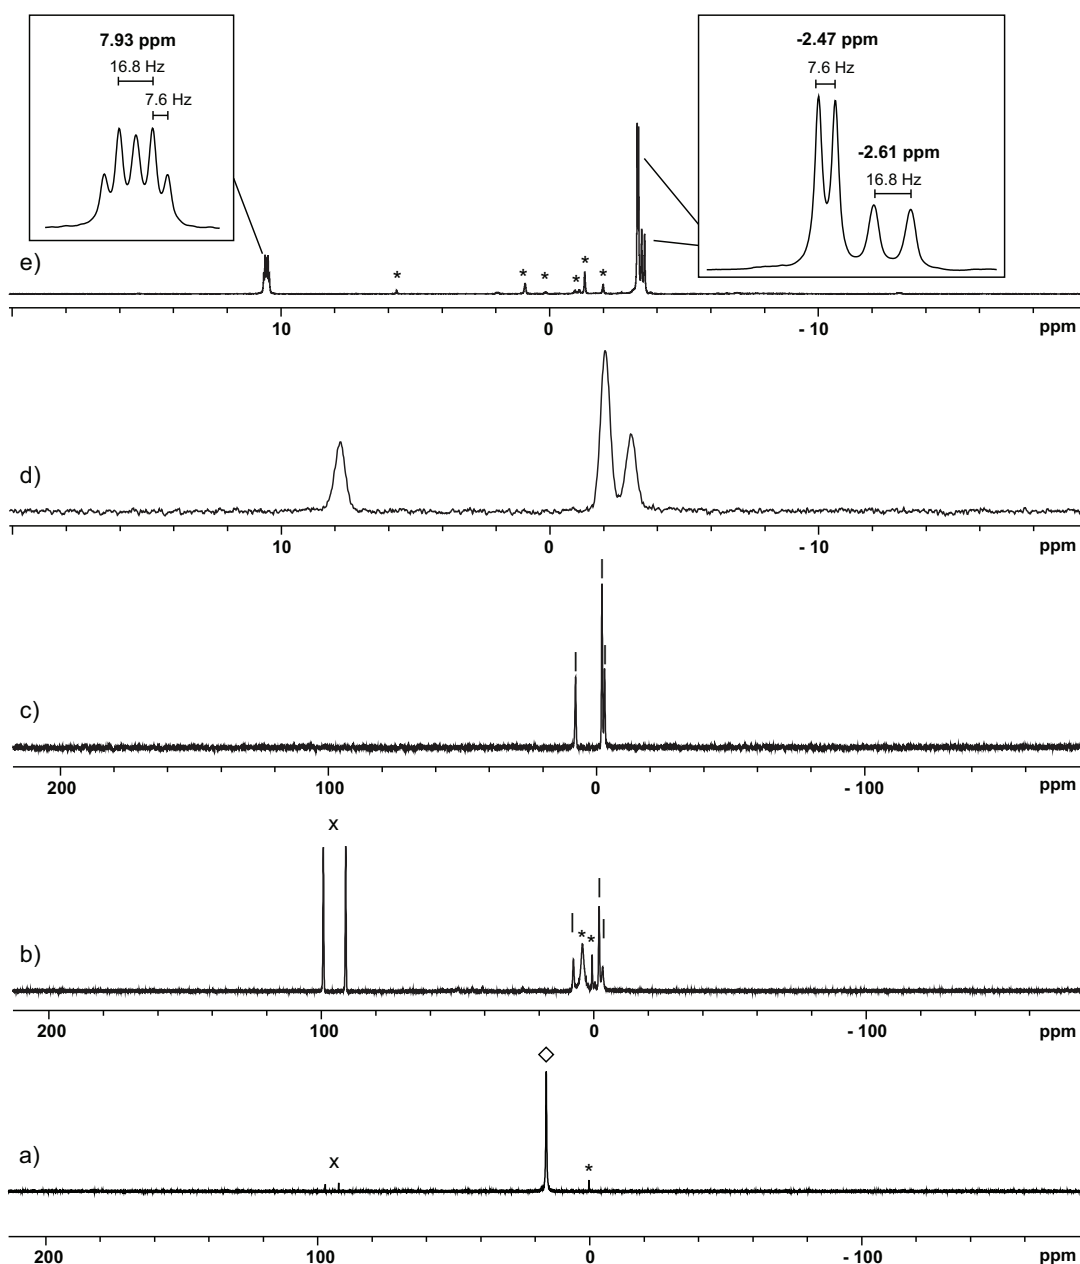 7.93 ppm
16.8 Hz
7.6 Hz
-2.47 ppm
7.6 Hz
-2.61 ppm
16.8 Hz
e)
* * * * * *
10 0 - 10 ppm
d)
10 0 - 10 ppm
c)
200 100 0 - 100 ppm
x
b)
* *
200 100 0 - 100 ppm
◇
a)
x *
200 100 0 - 100 ppm